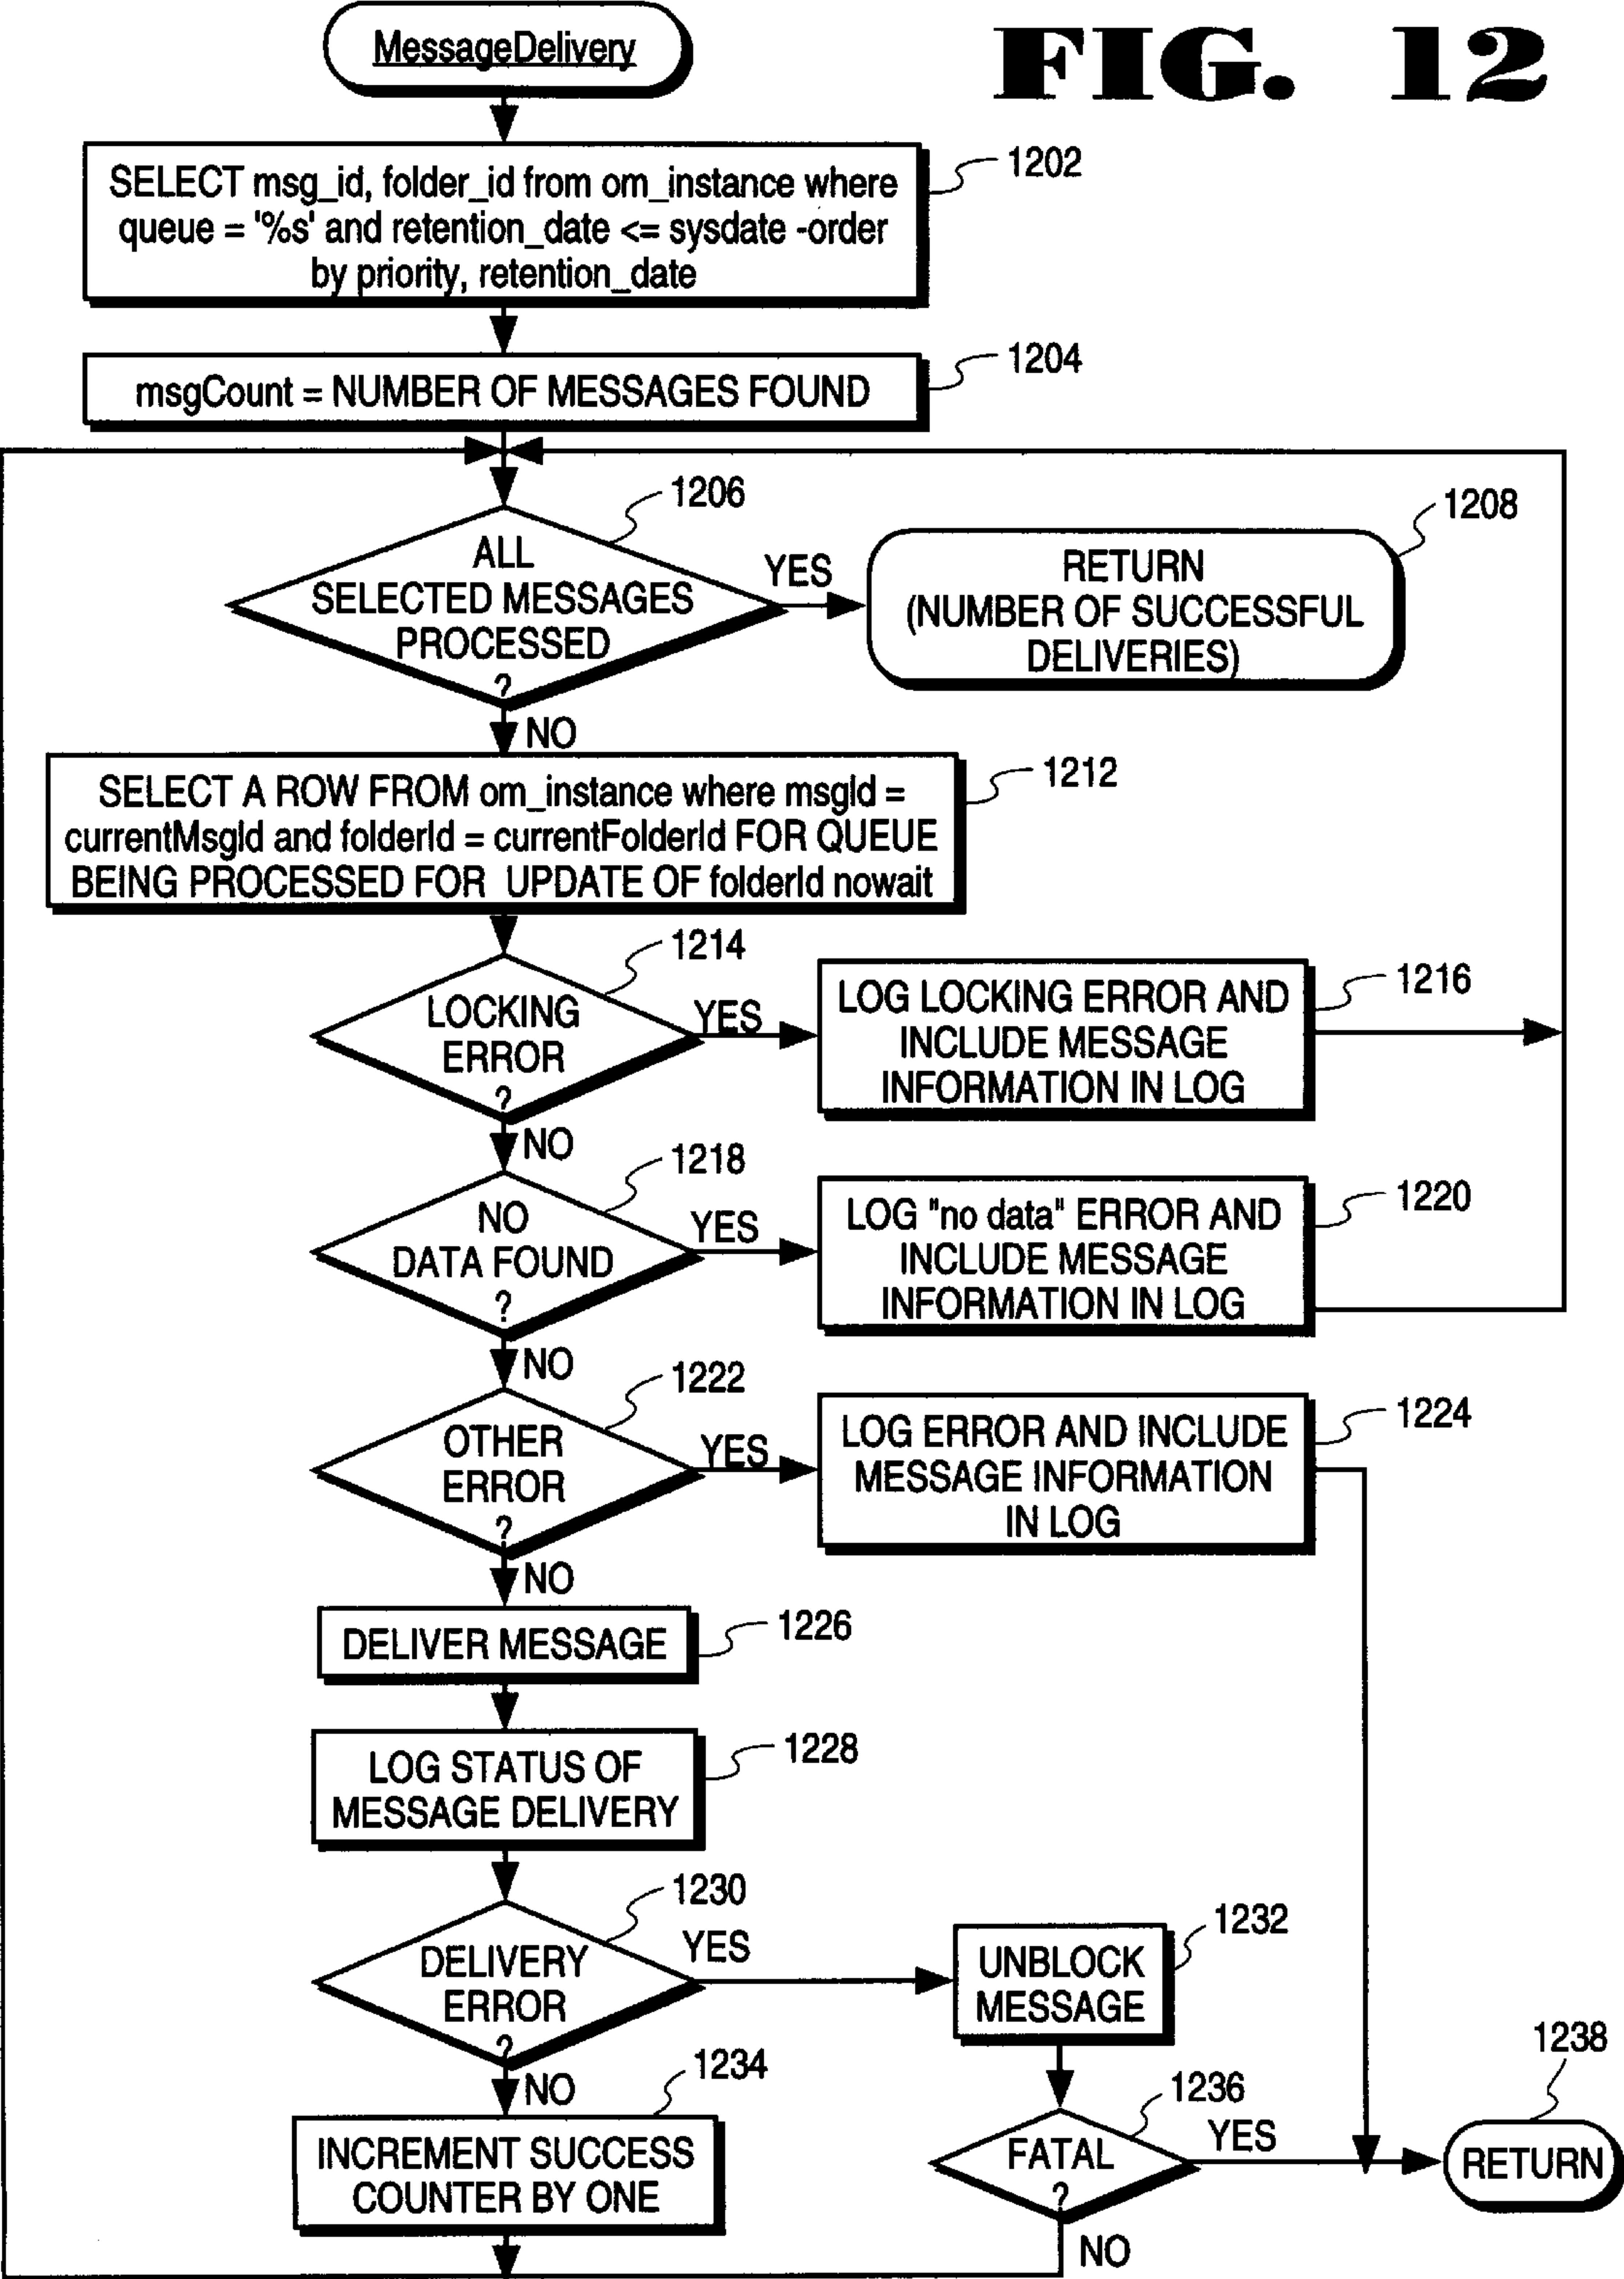 MessageDelivery
FIG. 12
1202
SELECT msg_id, folder_id from om_instance where
queue = '%s' and retention_date <= sysdate -order
by priority, retention_date
1204
msgCount = NUMBER OF MESSAGES FOUND
1206
1208
ALL
SELECTED MESSAGES
PROCESSED
?
YES
RETURN
(NUMBER OF SUCCESSFUL
DELIVERIES)
NO
1212
SELECT A ROW FROM om_instance where msgId =
currentMsgId and folderId = currentFolderId FOR QUEUE
BEING PROCESSED FOR UPDATE OF folderId nowait
1214
LOCKING
ERROR
?
YES
1216
LOG LOCKING ERROR AND
INCLUDE MESSAGE
INFORMATION IN LOG
NO
1218
NO
DATA FOUND
?
YES
1220
LOG "no data" ERROR AND
INCLUDE MESSAGE
INFORMATION IN LOG
NO
1222
OTHER
ERROR
?
YES
1224
LOG ERROR AND INCLUDE
MESSAGE INFORMATION
IN LOG
NO
1226
DELIVER MESSAGE
1228
LOG STATUS OF
MESSAGE DELIVERY
1230
DELIVERY
ERROR
?
YES
1232
UNBLOCK
MESSAGE
NO
1234
INCREMENT SUCCESS
COUNTER BY ONE
1236
FATAL
?
YES
1238
RETURN
NO